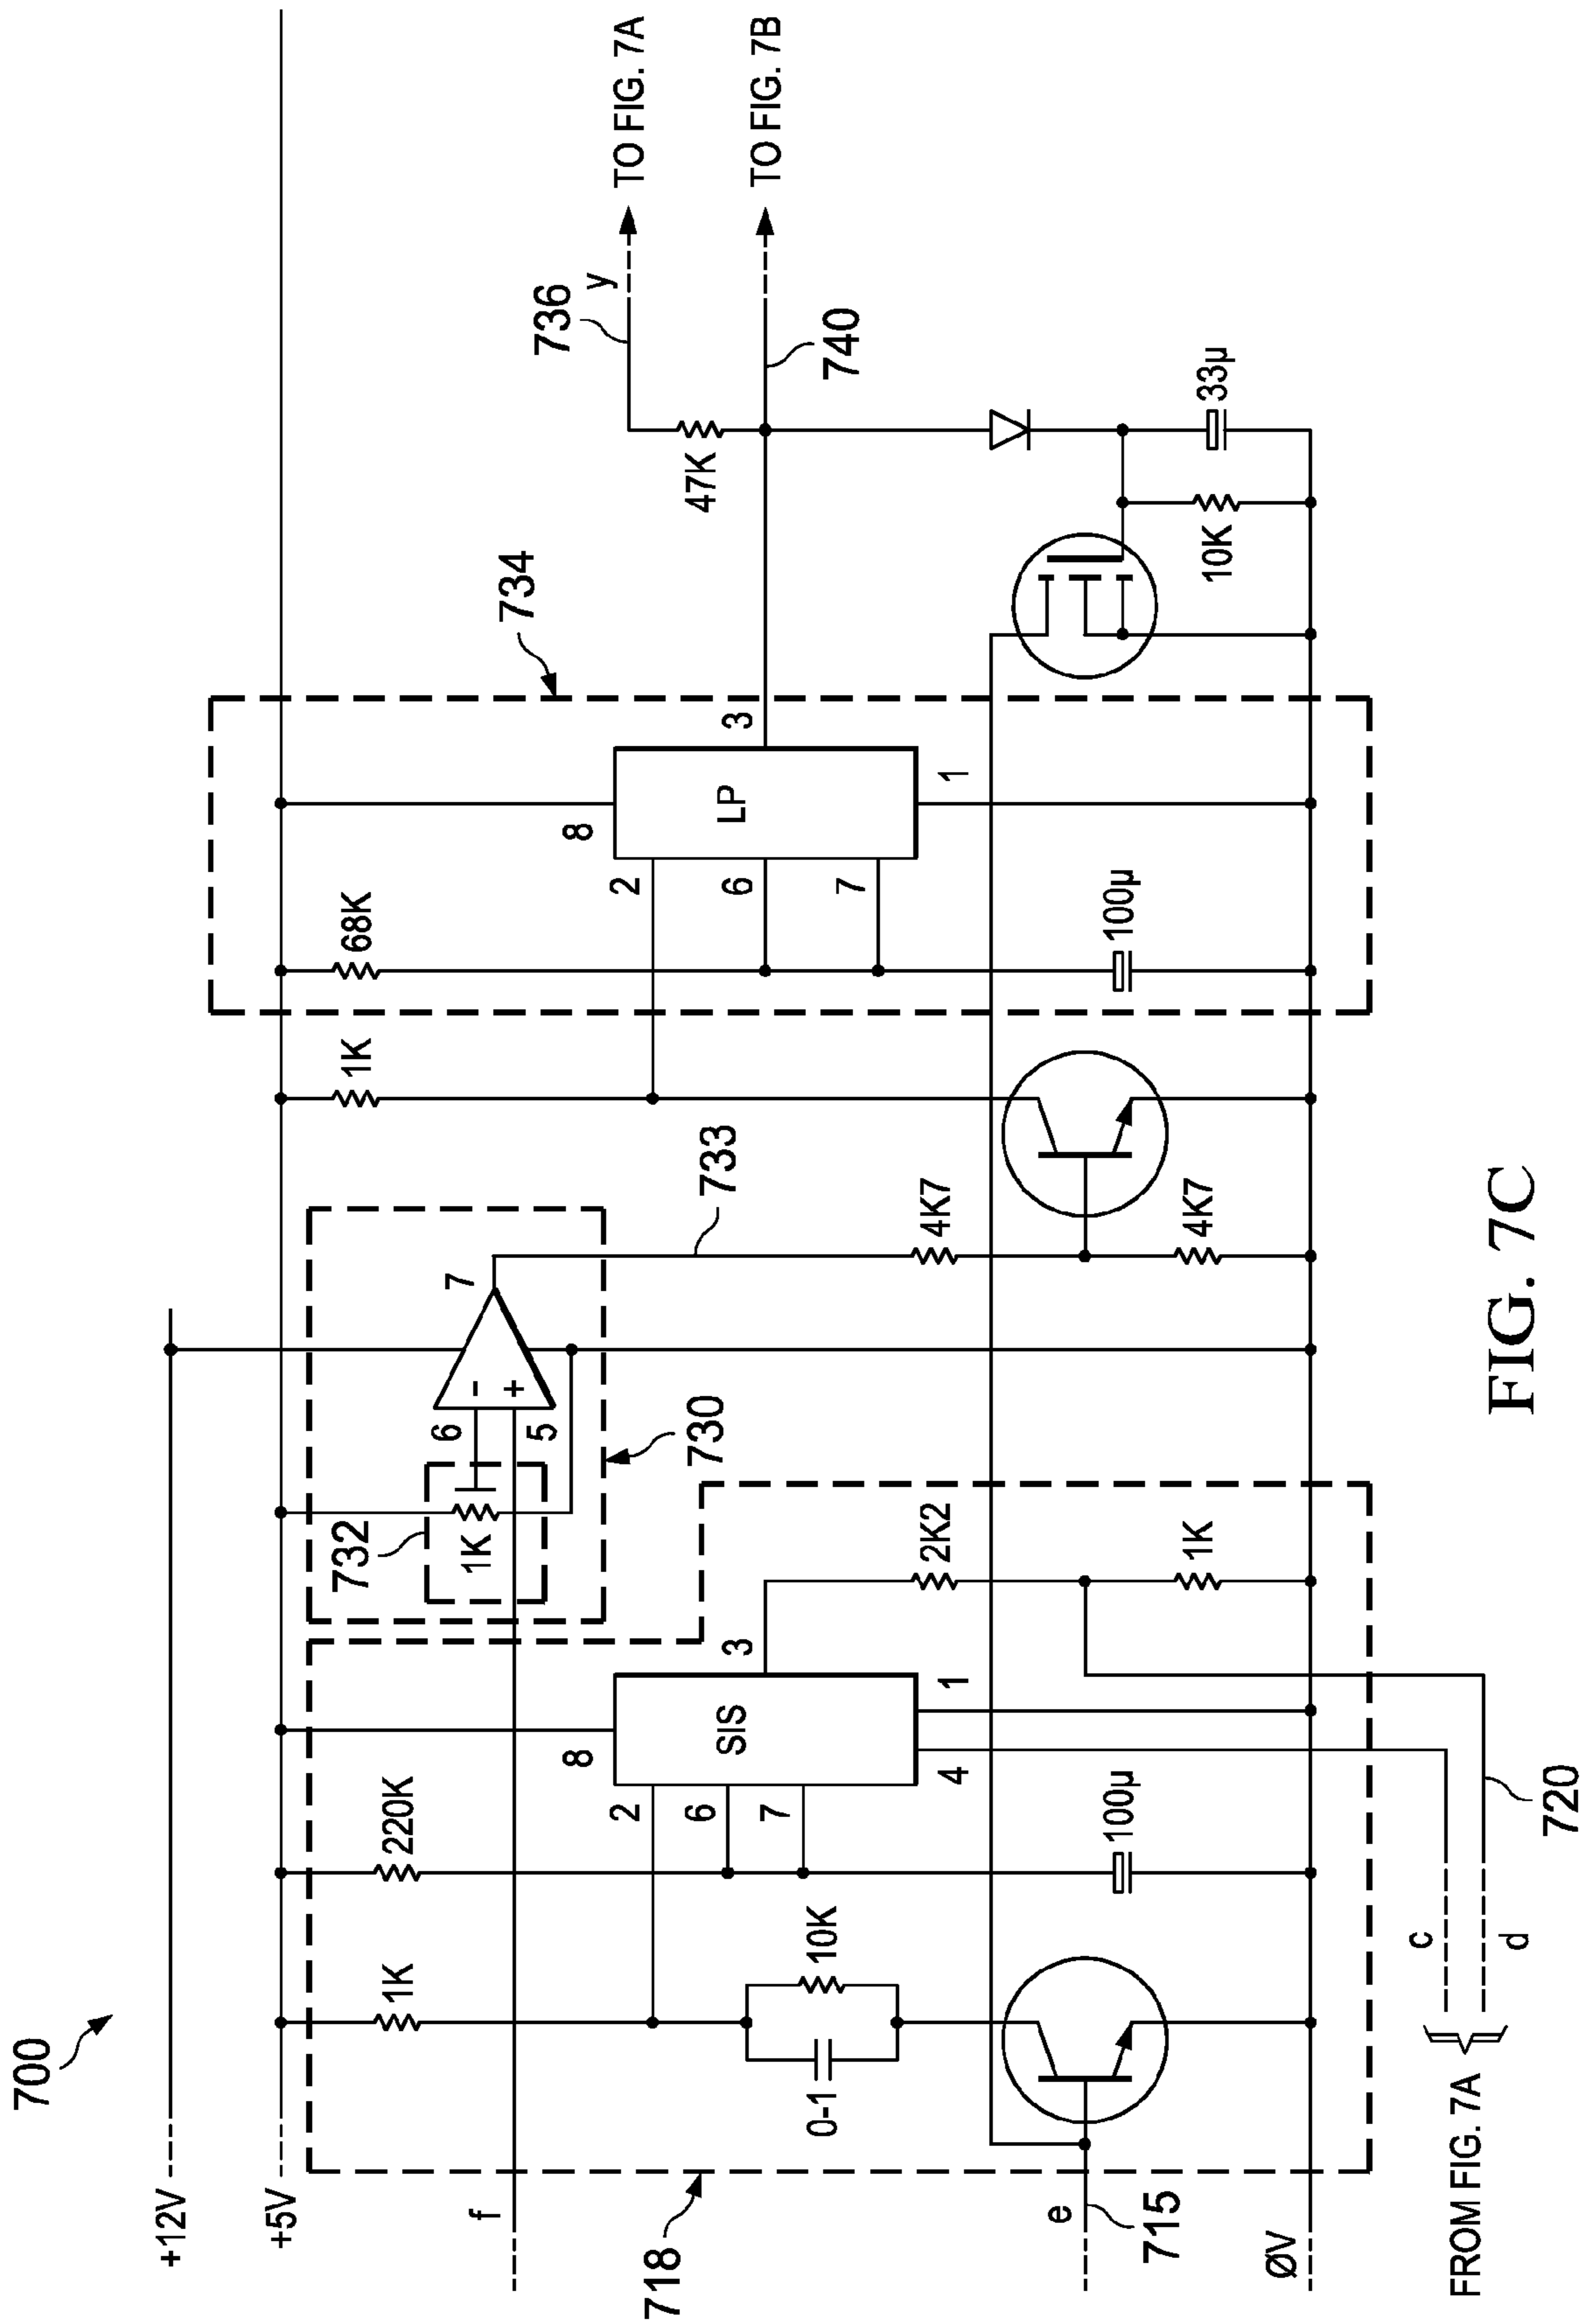 700
+12V
+5V
f
718
e
715
ØV
FROM FIG. 7A
c
d
720
1K
0-1
10K
220K
100µ
2
6
7
8
SIS
3
4
1
2K2
1K
732
1K
6
5
-
+
7
730
733
4K7
4K7
1K
68K
100µ
2
6
7
8
LP
3
1
734
10K
33µ
47K
736
y
740
TO FIG. 7A
TO FIG. 7B
FIG. 7C